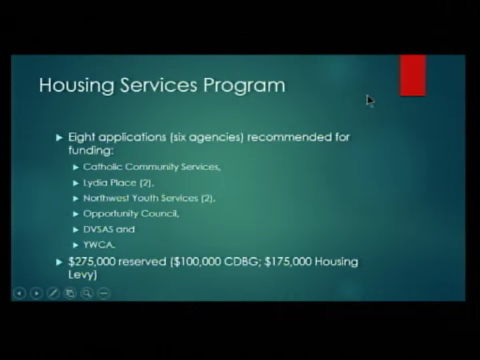 Housing Services Program
Eight applications (six agencies) recommended for
funding:
Catholic Community Services,
Lydia Place (2),
Northwest Youth Services (2),
Opportunity Council,
DVSAS and
YWCA.
$275,000 reserved ($100,000 CDBG; $175,000 Housing
Levy)